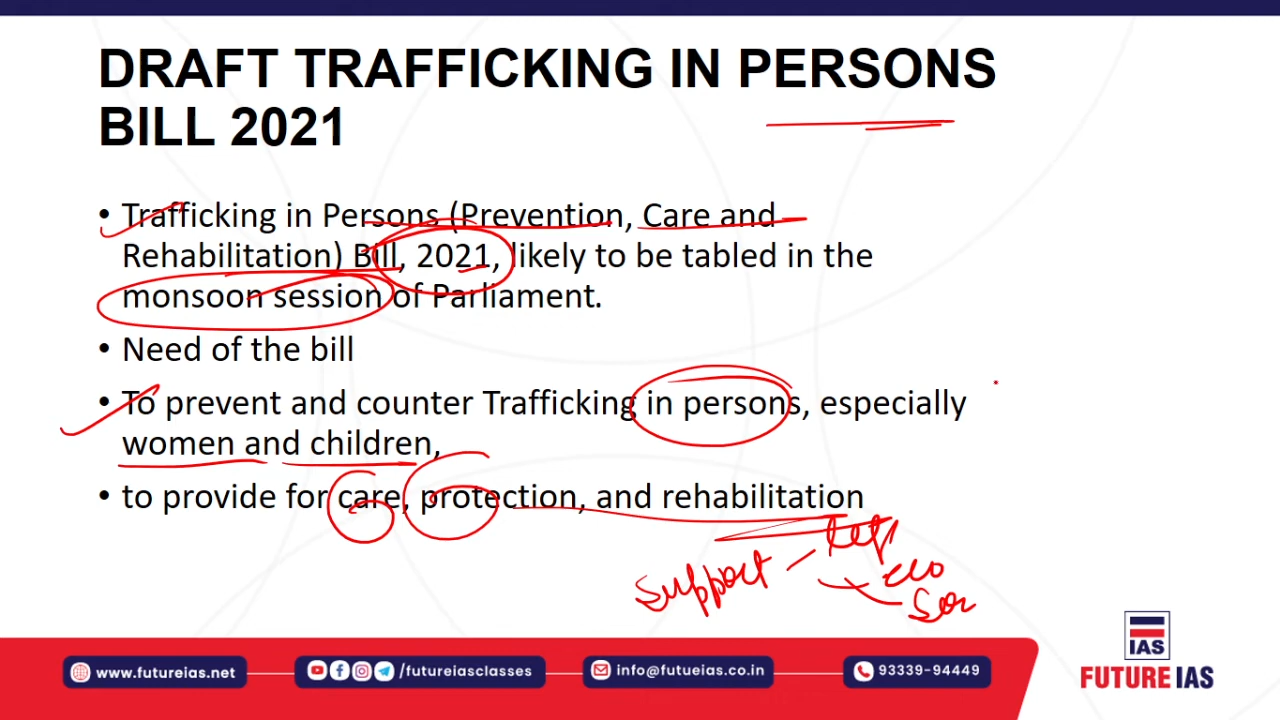 DRAFT TRAFFICKING IN PERSONS
BILL 2021
• Trafficking in Persons (Prevention, Care and
Rehabilitation) Bill, 2021, likely to be tabled in the
monsoon session of Parliament.
• Need of the bill
• To prevent and counter Trafficking in persons, especially
women and children,
• to provide for care, protection, and rehabilitation
support
eco
IAS
FUTURE IAS
www.futureias.net
/futureiasclasses
info@futueias.co.in
93339-94449